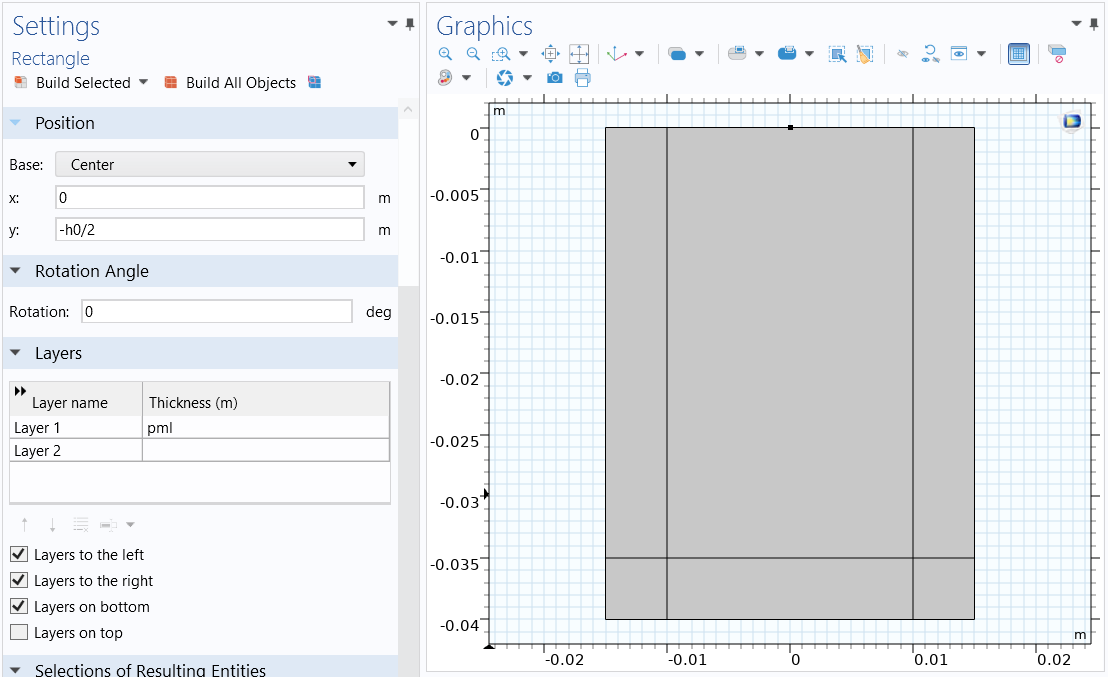 Settings
Rectangle
Build Selected Build All Objects
Position
Base: Center
x: 0 m
y: -h0/2 m
Rotation Angle
Rotation: 0 deg
Layers
Layer name Thickness (m)
Layer 1 pml
Layer 2
Layers to the left
Layers to the right
Layers on bottom
Layers on top
Selections of Resulting Entities
Graphics
m
0
-0.005
-0.01
-0.015
-0.02
-0.025
-0.03
-0.035
-0.04
m
-0.02 -0.01 0 0.01 0.02